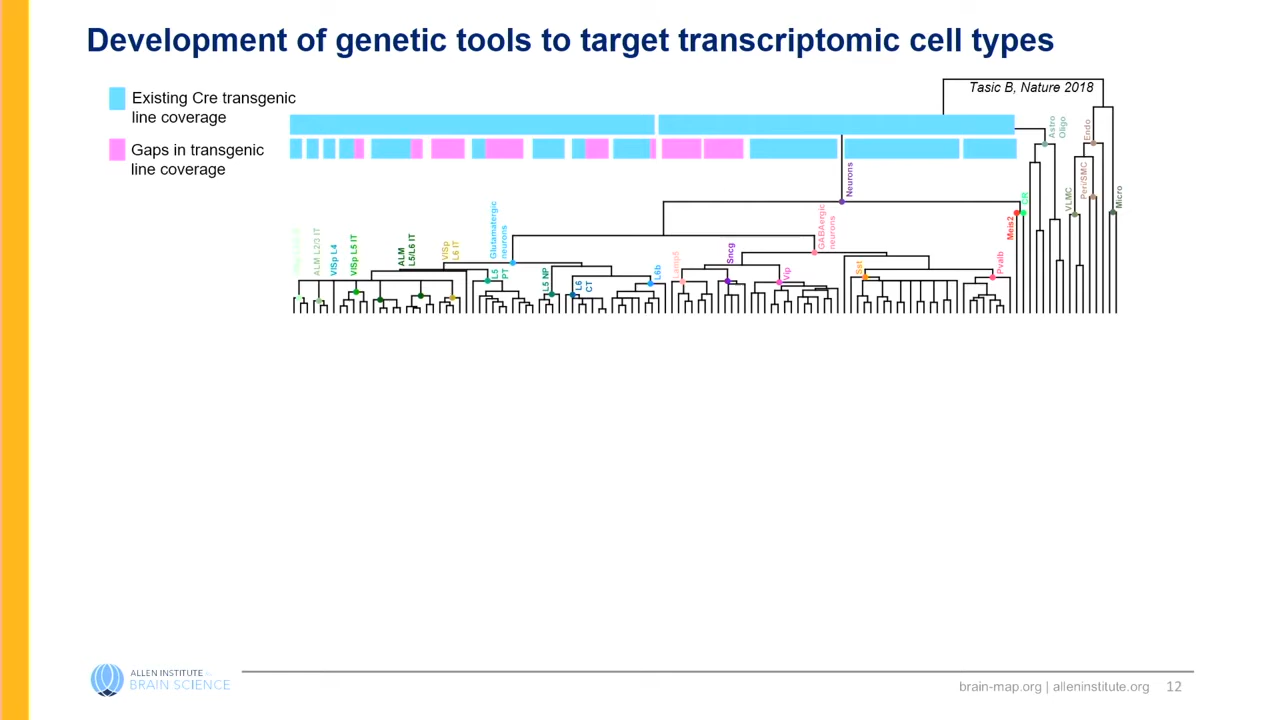 Development of genetic tools to target transcriptomic cell types
Existing Cre transgenic
line coverage
Gaps in transgenic
line coverage
Tasic B, Nature 2018
Astro
Oligo
Endo
Peri/SMC
VLMC
Micro
Neurons
CR
Meis2
Glutamatergic
neurons
GABAergic
neurons
ALM L2/3 IT
VISp L4
VISp L5 IT
ALM
L5/L6 IT
VISp
L6 IT
L5
PT
L5 NP
L6
CT
L6b
Lamp5
Sncg
Vip
Sst
Pvalb
ALLEN INSTITUTE for
BRAIN SCIENCE
brain-map.org | alleninstitute.org 12